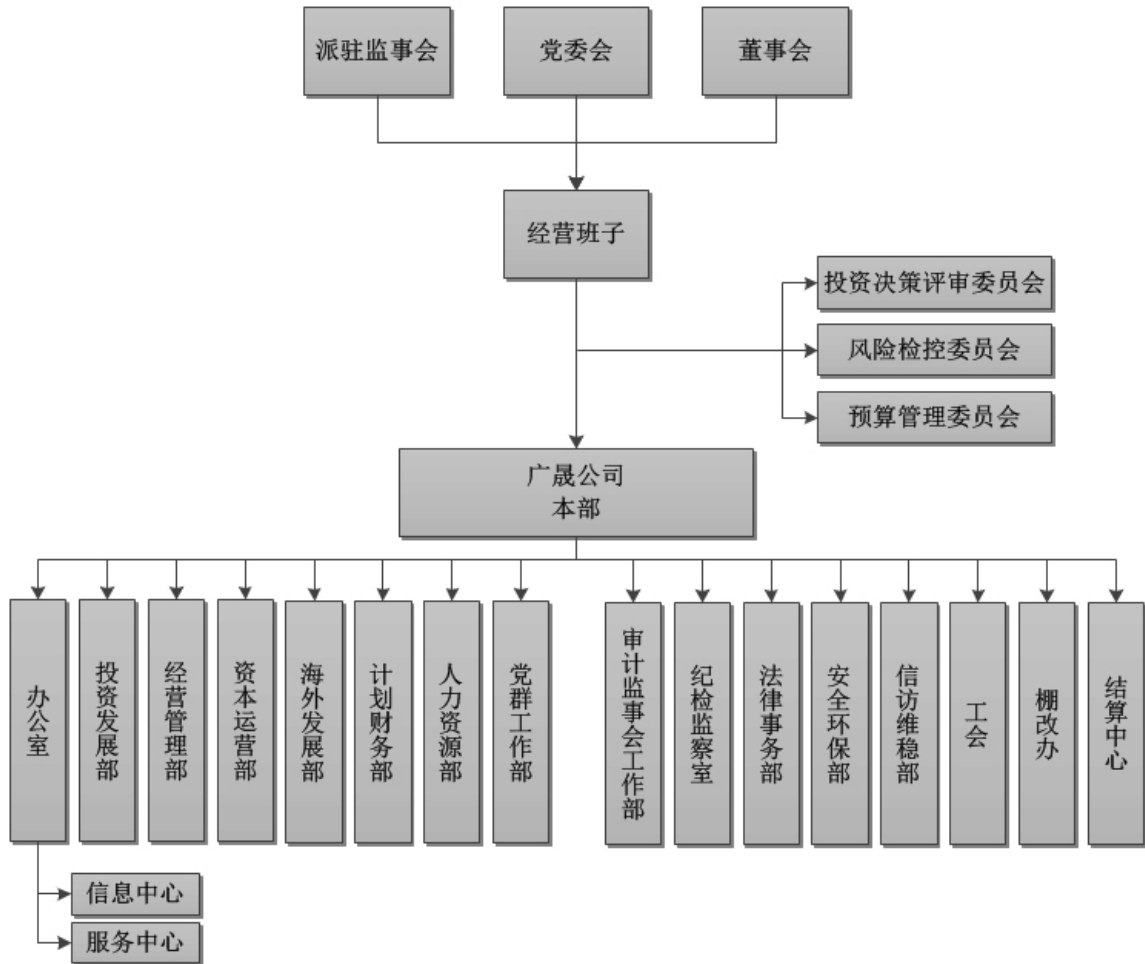 派驻监事会
党委会
董事会
经营班子
投资决策评审委员会
风险检控委员会
预算管理委员会
广晟公司
本部
办公室
投资发展部
经营管理部
资本运营部
海外发展部
计划财务部
人力资源部
党群工作部
审计监事会工作部
纪检监察室
法律事务部
安全环保部
信访维稳部
工会
棚改办
结算中心
信息中心
服务中心